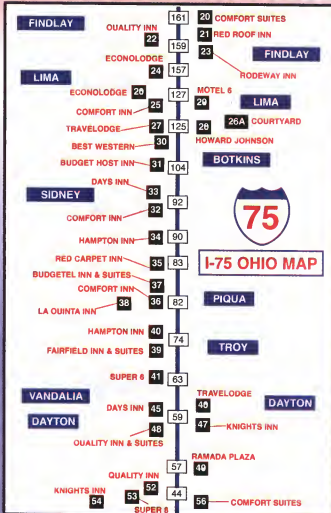 FINDLAY
161
20 COMFORT SUITES
OUALITY INN
22
21 RED ROOF INN
159
23
FINDLAY
RODEWAY INN
ECONOLODGE
24
157
LIMA
ECONOLODGE 26
127
MOTEL 6
29
LIMA
25
COMFORT INN
26A COURTYARD
TRAVELODGE
27
125
28
HOWARD JOHNSON
BEST WESTERN
30
BUDGET HOST INN
31
104
BOTKINS
DAYS INN
33
SIDNEY
92
32
COMFORT INN
75
HAMPTON INN
34
90
RED CARPET INN
35
83
I-75 OHIO MAP
BUDGETEL INN & SUITES
37
COMFORT INN
36
82
PIQUA
38
LA OUINTA INN
HAMPTON INN
40
74
TROY
FAIRFIELD INN & SUITES
39
SUPER 6
41
63
VANDALIA
TRAVELODGE
46
DAYTON
DAYS INN
45
59
DAYTON
47
KNIGHTS INN
48
OUALITY INN & SUITES
RAMADA PLAZA
57
49
QUALITY INN
52
KNIGHTS INN
54
53
SUPER 8
44
56
COMFORT SUITES